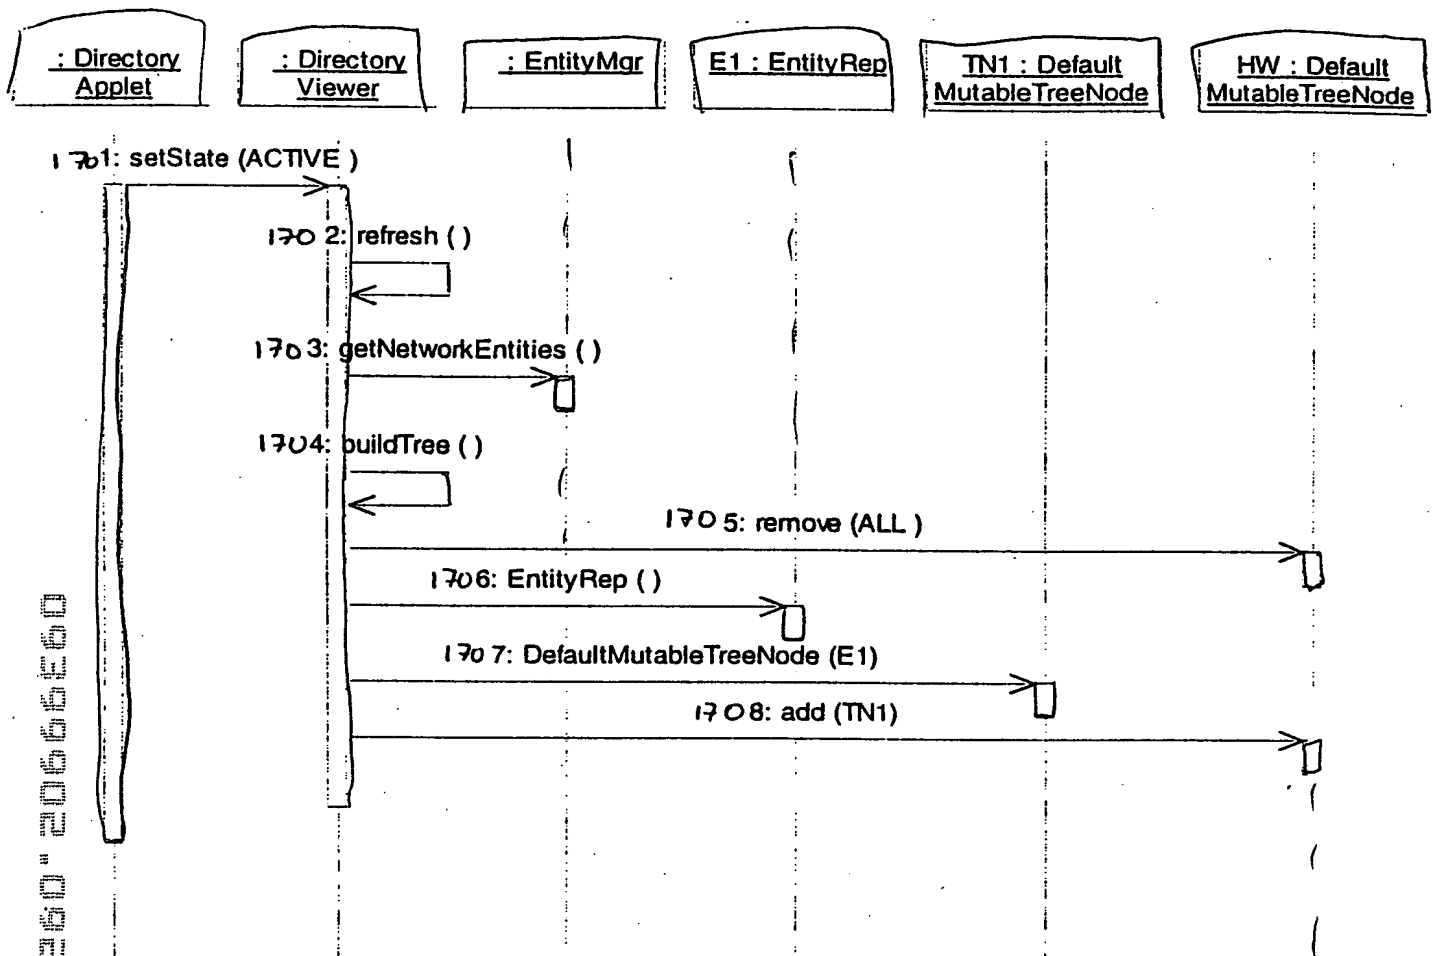 : Directory
Applet
: Directory
Viewer
: EntityMgr
E1 : EntityRep
TN1 : Default
MutableTreeNode
HW : Default
MutableTreeNode
1701: setState (ACTIVE )
1702: refresh ( )
1703: getNetworkEntities ( )
1704: buildTree ( )
1705: remove (ALL )
1706: EntityRep ( )
1707: DefaultMutableTreeNode (E1)
1708: add (TN1)